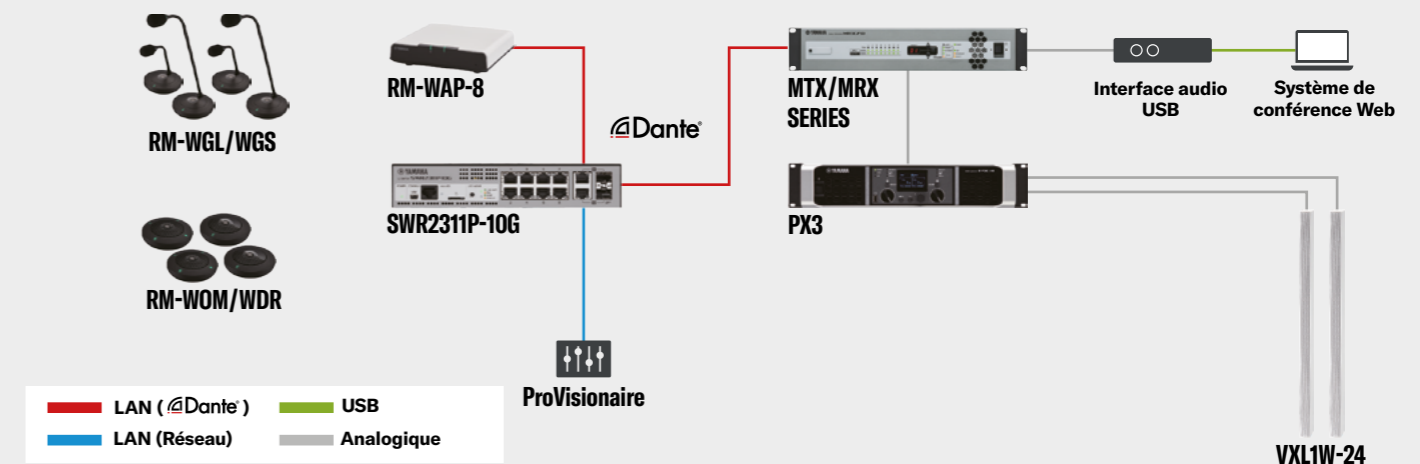 RM-WGL/WGS
RM-WOM/WDR
RM-WAP-8
SWR2311P-10G
Dante®
ProVisionaire
MTX/MRX
SERIES
YAMAHA
PX3
Interface audio
USB
Système de
conférence Web
VXL1W-24
LAN ( Dante® )
USB
LAN (Réseau)
Analogique